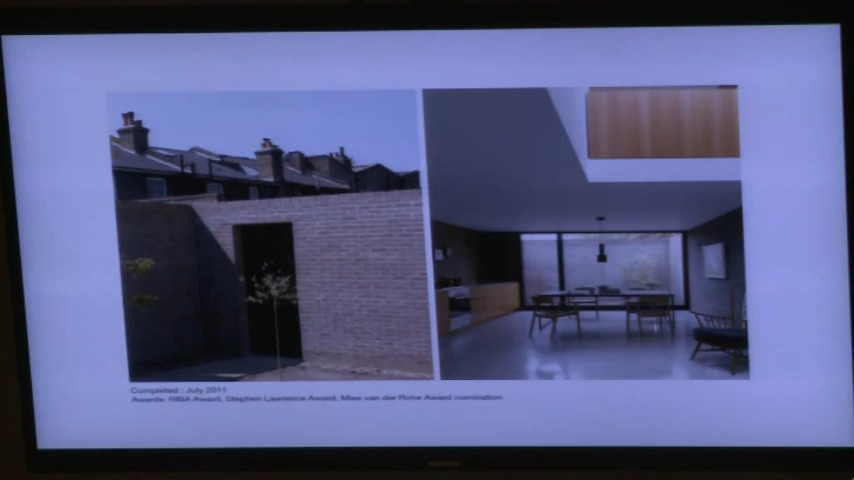 Completed : July 2011
Awards: RIBA Award, Stephen Lawrence Award, Mies van der Rohe Award nomination